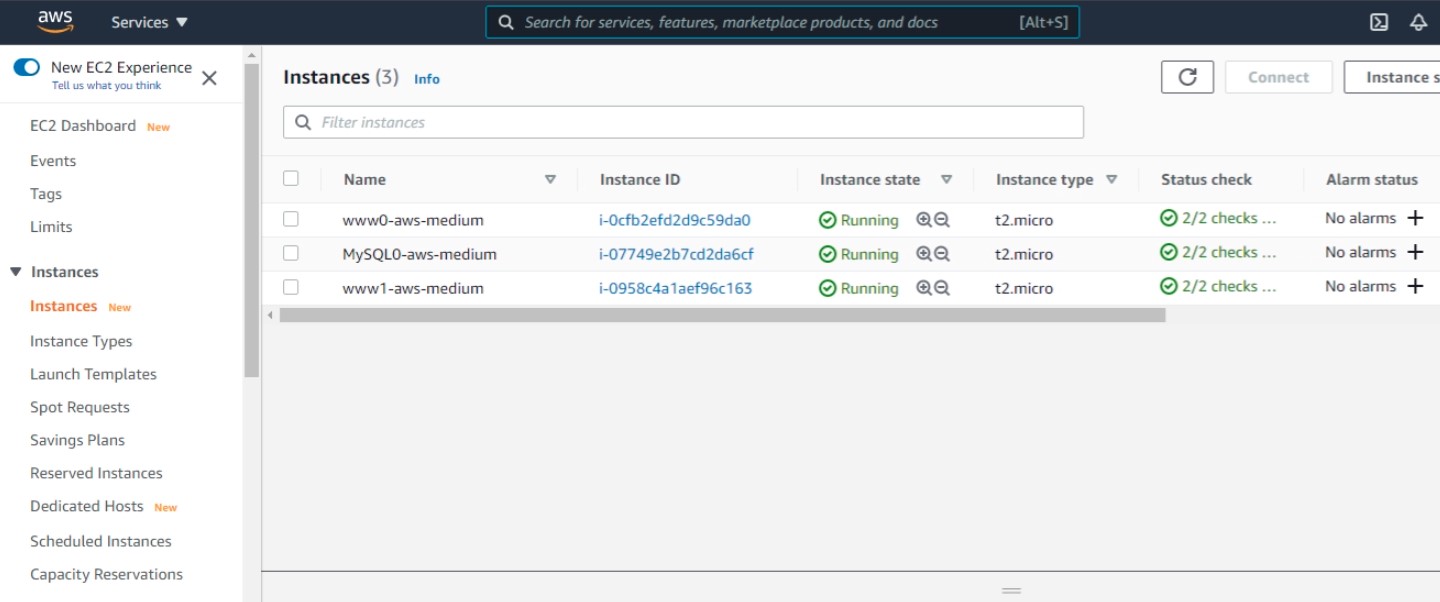 aws Services Search for services, features, marketplace products, and docs [Alt+S]
New EC2 Experience
Tell us what you think
EC2 Dashboard New
Events
Tags
Limits
Instances
Instances New
Instance Types
Launch Templates
Spot Requests
Savings Plans
Reserved Instances
Dedicated Hosts New
Scheduled Instances
Capacity Reservations
Instances (3) Info Connect Instance s
Filter instances
Name Instance ID Instance state Instance type Status check Alarm status
www0-aws-medium i-0cfb2efd2d9c59da0 Running t2.micro 2/2 checks ... No alarms +
MySQL0-aws-medium i-07749e2b7cd2da6cf Running t2.micro 2/2 checks ... No alarms +
www1-aws-medium i-0958c4a1aef96c163 Running t2.micro 2/2 checks ... No alarms +